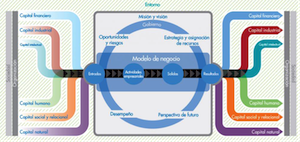 Entorno
Capital financiero
Capital industrial
Capital intelectual
Capital humano
Capital social y relacional
Capital natural
Misión y visión
Gobierno
Oportunidades
y riesgos
Estrategia y asignación
de recursos
Modelo de negocio
Entradas
Actividades
empresariales
Salidas
Resultados
Desempeño
Perspectiva de futuro
Capital financiero
Capital industrial
Capital intelectual
Capital humano
Capital social y relacional
Capital natural